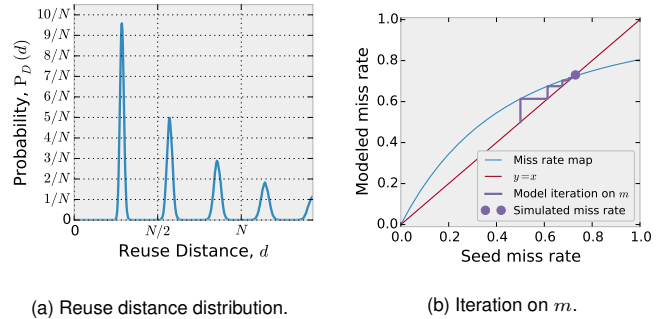 10/N
9/N
8/N
7/N
6/N
5/N
4/N
3/N
2/N
1/N
0
Probability, P_D (d)
0 N/2 N
Reuse Distance, d
(a) Reuse distance distribution.
1.0
0.8
0.6
0.4
0.2
0.0
Modeled miss rate
Miss rate map
y=x
Model iteration on m
Simulated miss rate
0.0 0.2 0.4 0.6 0.8 1.0
Seed miss rate
(b) Iteration on m.